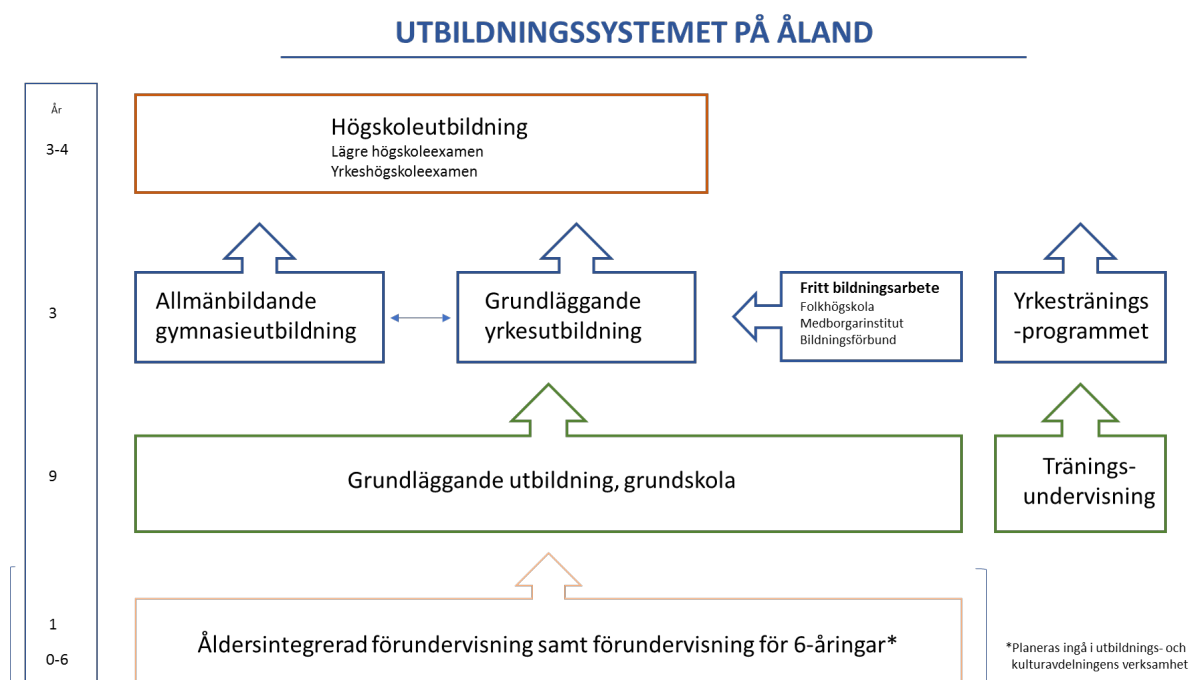 UTBILDNINGSSYSTEMET PÅ ÅLAND
År
3-4
Högskoleutbildning
Lägre högskoleexamen
Yrkeshögskoleexamen
3
Allmänbildande
gymnasieutbildning
Grundläggande
yrkesutbildning
Fritt bildningsarbete
Folkhögskola
Medborgarinstitut
Bildningsförbund
Yrkestränings
-programmet
9
Grundläggande utbildning, grundskola
Tränings-
undervisning
1
0-6
Åldersintegrerad förundervisning samt förundervisning för 6-åringar*
*Planeras ingå i utbildnings- och
kulturavdelningens verksamhet